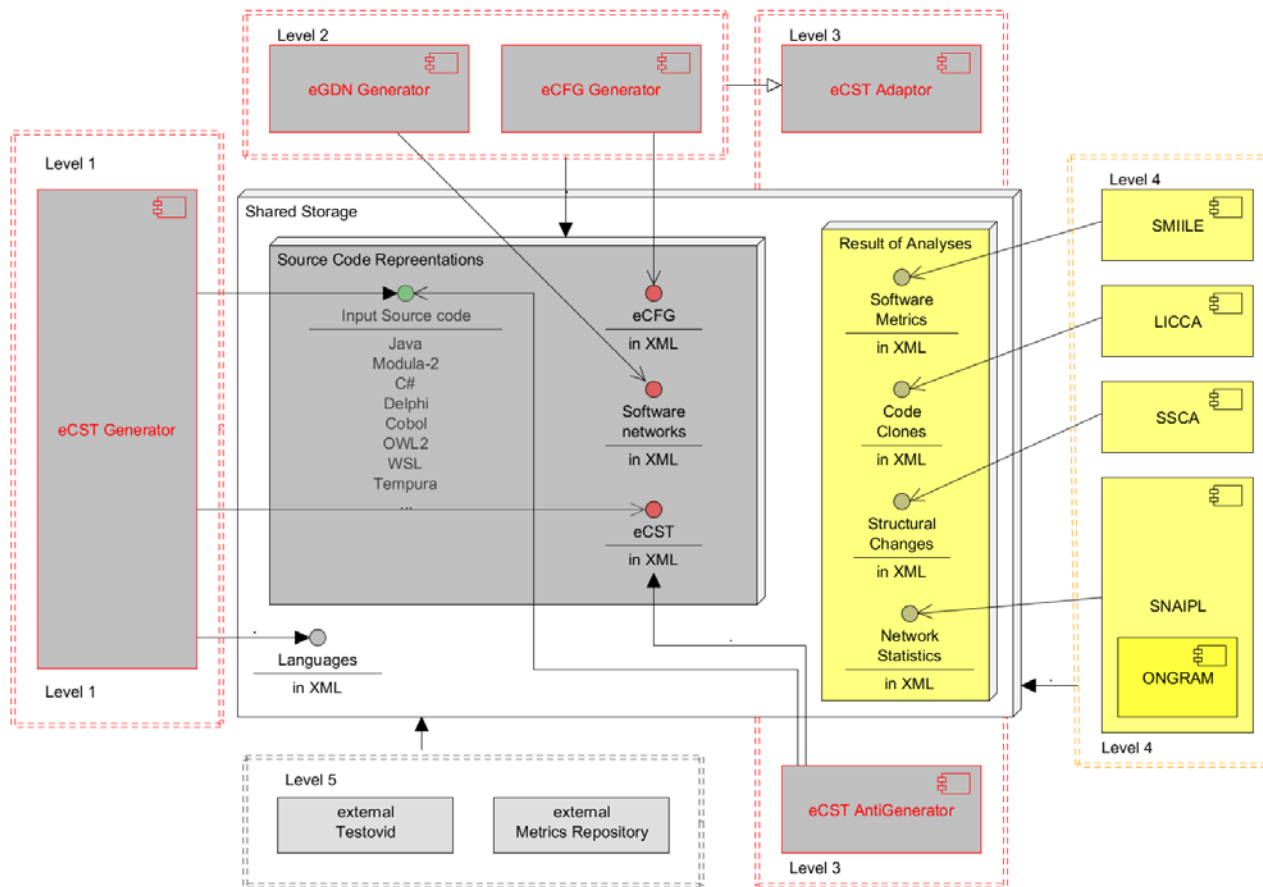 Level 2
eGDN Generator
eCFG Generator
Level 3
eCST Adaptor
Level 1
eCST Generator
Level 1
Shared Storage
Source Code Repreentations
Input Source code
Java
Modula-2
C#
Delphi
Cobol
OWL2
WSL
Tempura
...
eCFG
in XML
Software
networks
in XML
eCST
in XML
Languages
in XML
Result of Analyses
Software
Metrics
in XML
Code
Clones
in XML
Structural
Changes
in XML
Network
Statistics
in XML
Level 4
SMIILE
LICCA
SSCA
SNAIPL
ONGRAM
Level 4
Level 5
external
Testovid
external
Metrics Repository
eCST AntiGenerator
Level 3